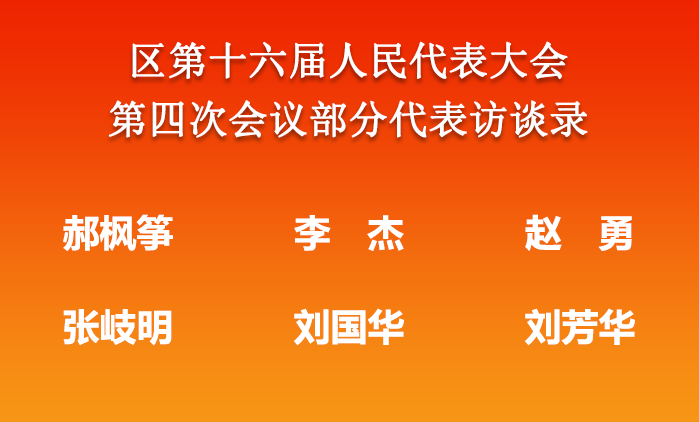 区第十六届人民代表大会
第四次会议部分代表访谈录
郝枫筝 李 杰 赵 勇
张岐明 刘国华 刘芳华